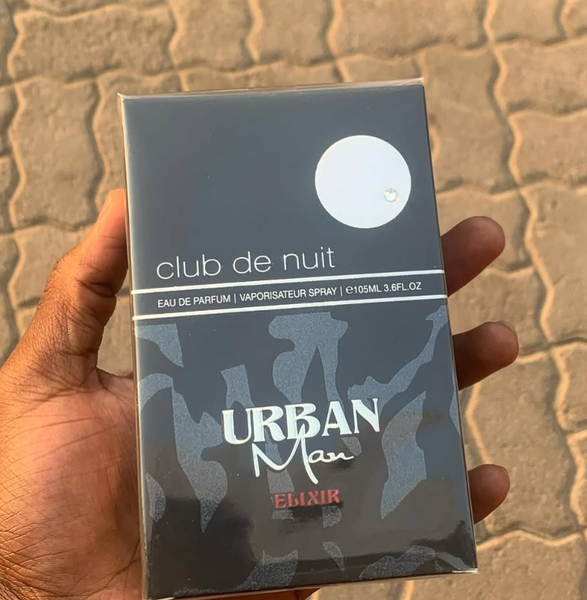 club de nuit
EAU DE PARFUM | VAPORISATEUR SPRAY | ℮105ML 3.6FL.OZ
URBAN
Man
ELIXIR